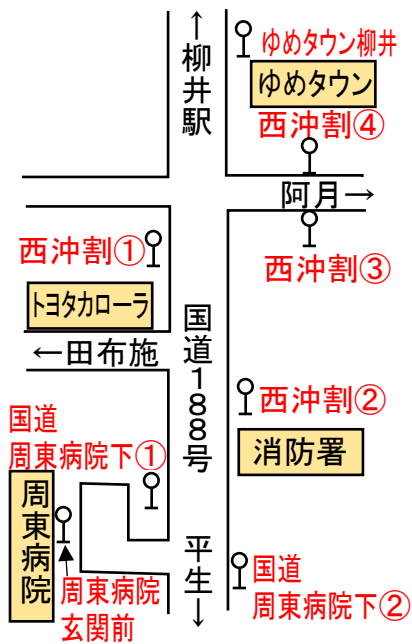 ↑
柳井駅
ゆめタウン柳井
ゆめタウン
西沖割④
阿月→
西沖割①
西沖割③
トヨタカローラ
国道188号
←田布施
西沖割②
国道
周東病院下①
消防署
周東病院
周東病院
玄関前
平生
↓
国道
周東病院下②